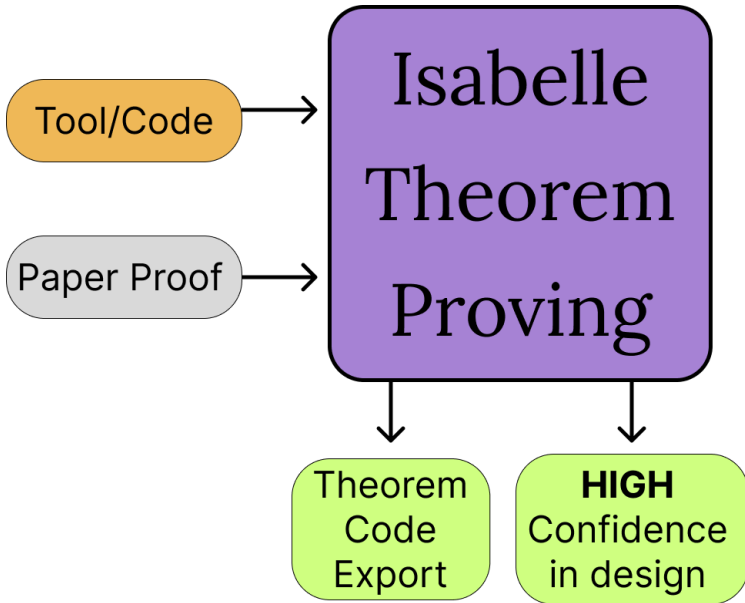 Tool/Code
Paper Proof
Isabelle
Theorem
Proving
Theorem
Code
Export
HIGH
Confidence
in design